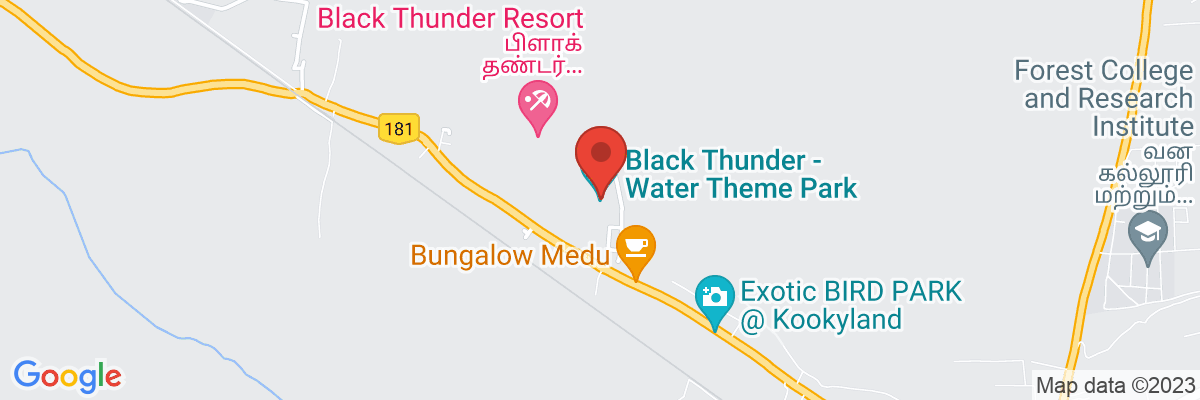 Black Thunder Resort
பிளாக்
தண்டர்...
Forest College
and Research
Institute
வன
கல்லூரி
மற்றும்...
181
Black Thunder -
Water Theme Park
Bungalow Medu
Exotic BIRD PARK
@ Kookyland
Google
Map data ©2023